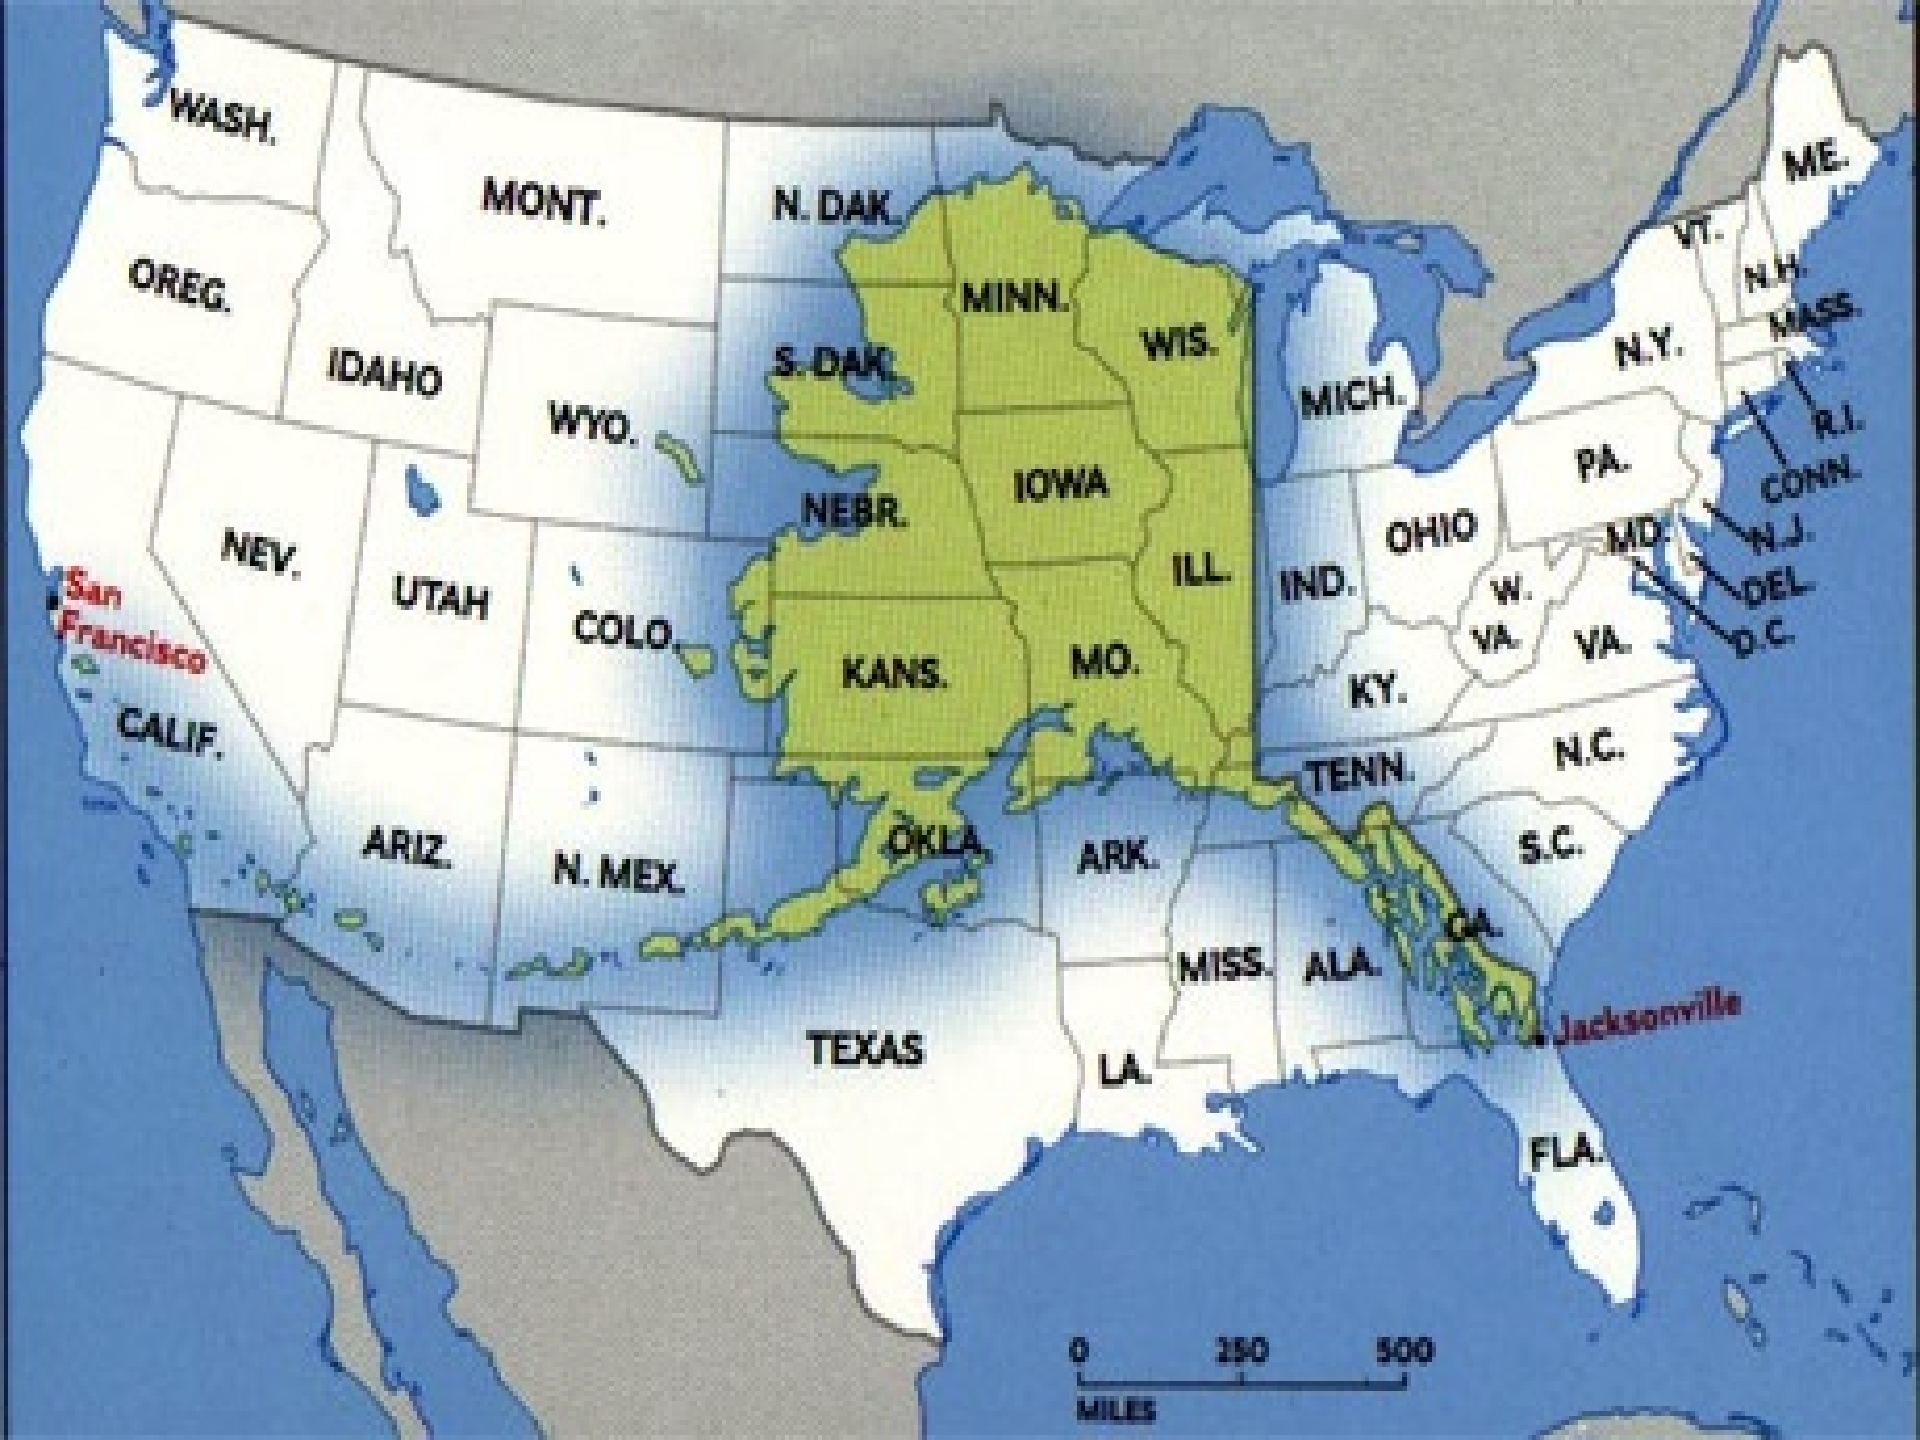 WASH.
MONT.
N. DAK.
MINN.
ME.
VT.
N.H.
MASS.
OREG.
IDAHO
S. DAK.
WIS.
N.Y.
MICH.
R.I.
WYO.
PA.
CONN.
IOWA
NEBR.
OHIO
MD.
N.J.
NEV.
UTAH
ILL.
IND.
W.
VA.
DEL.
D.C.
San
Francisco
COLO.
KANS.
MO.
KY.
VA.
CALIF.
TENN.
N.C.
ARIZ.
N. MEX.
OKLA.
ARK.
S.C.
GA.
MISS.
ALA.
Jacksonville
TEXAS
LA.
FLA.
0 250 500
MILES